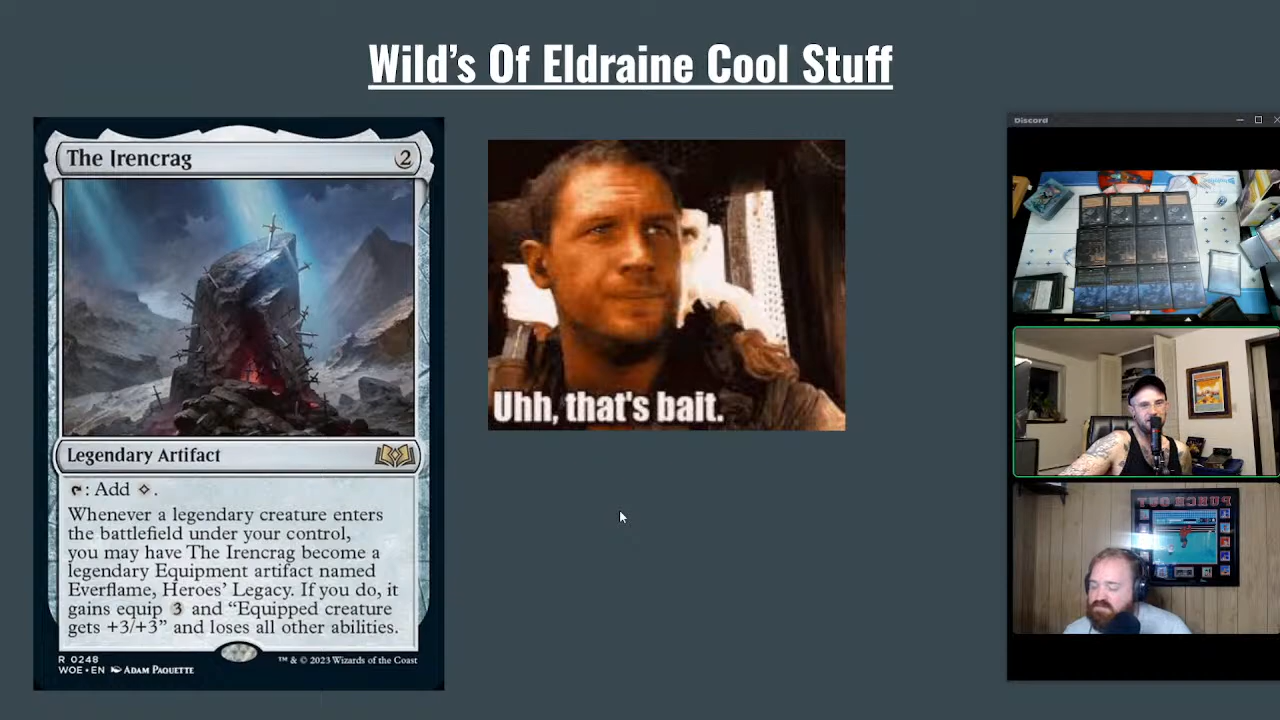 Wild's Of Eldraine Cool Stuff
The Irencrag
2
Legendary Artifact
: Add .
Whenever a legendary creature enters
the battlefield under your control,
you may have The Irencrag become a
legendary Equipment artifact named
Everflame, Heroes' Legacy. If you do, it
gains equip 3 and “Equipped creature
gets +3/+3” and loses all other abilities.
R 0248
WOE • EN ADAM PAQUETTE
™ & © 2023 Wizards of the Coast
Uhh, that's bait.
Discord
PUNCH OUT